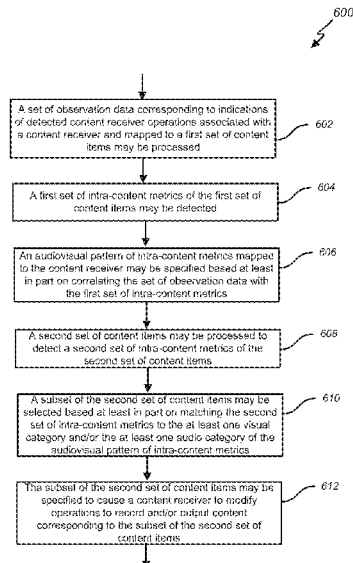 600
A set of observation data corresponding to indications
of detected content receiver operations associated with
a content receiver and mapped to a first set of content
items may be processed
602
A first set of intra-content metrics of the first set of
content items may be detected
604
An audiovisual pattern of intra-content metrics mapped
to the content receiver may be specified based at least
in part on correlating the set of observation data with
the first set of intra-content metrics
606
A second set of content items may be processed to
detect a second set of intra-content metrics of the
second set of content items
608
A subset of the second set of content items may be
selected based at least in part on matching the second
set of intra-content metrics to the at least one visual
category and/or the at least one audio category of the
audiovisual pattern of intra-content metrics
610
The subset of the second set of content items may be
specified to cause a content receiver to modify
operations to record and/or output content
corresponding to the subset of the second set of
content items
612